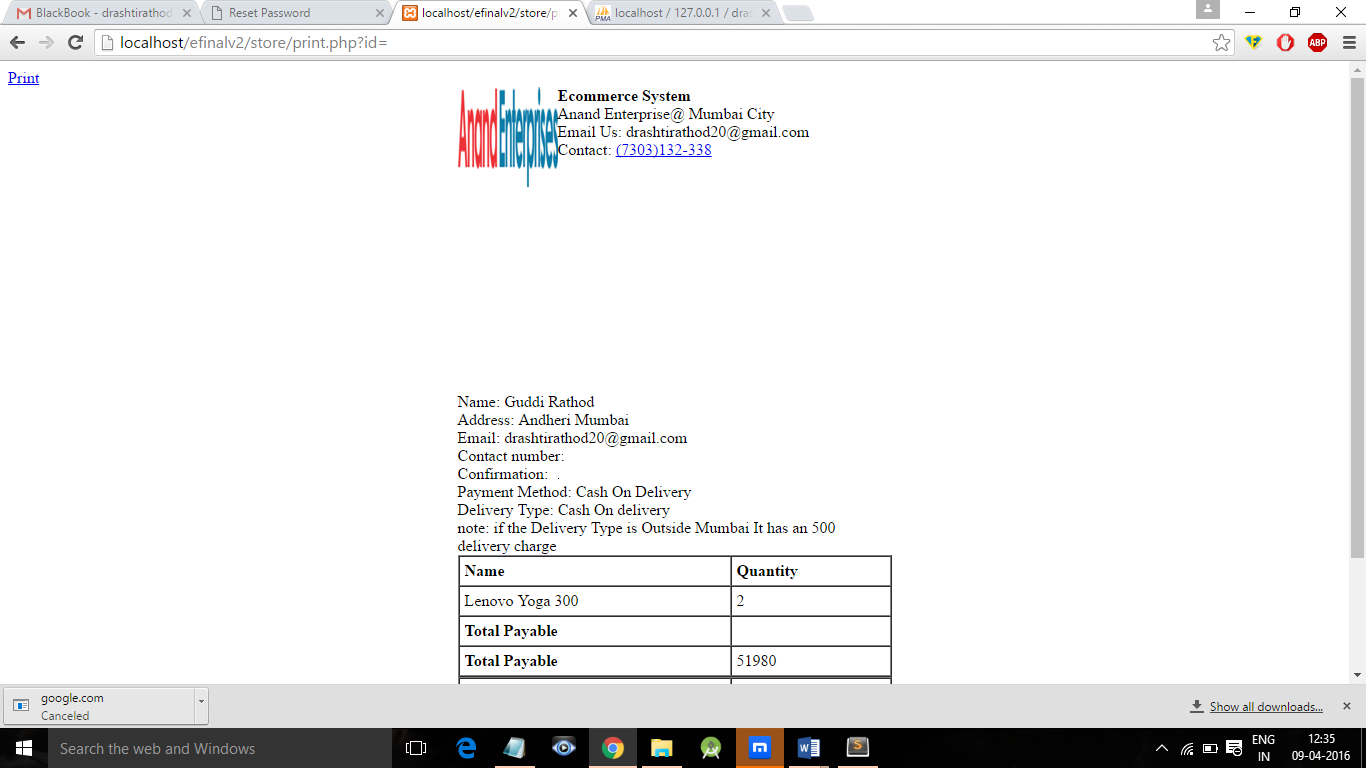 BlackBook - drashtirathod
Reset Password
localhost/efinalv2/store/p
localhost / 127.0.0.1 / dras
localhost/efinalv2/store/print.php?id=
ABP
Print
Anand Enterprises
Ecommerce System
Anand Enterprise@ Mumbai City
Email Us: drashtirathod20@gmail.com
Contact: (7303)132-338
Name: Guddi Rathod
Address: Andheri Mumbai
Email: drashtirathod20@gmail.com
Contact number:
Confirmation: .
Payment Method: Cash On Delivery
Delivery Type: Cash On delivery
note: if the Delivery Type is Outside Mumbai It has an 500
delivery charge
Name Quantity
Lenovo Yoga 300 2
Total Payable
Total Payable 51980
google.com
Canceled
Show all downloads...
Search the web and Windows
ENG
IN
12:35
09-04-2016